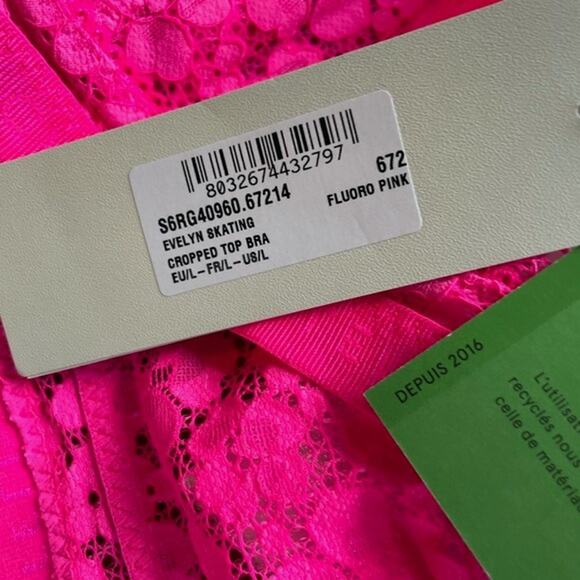 8032674432797
S6RG40960.67214 672
EVELYN SKATING FLUORO PINK
CROPPED TOP BRA
EU/L-FR/L-US/L
DEPUIS 2016
L'utilisat
recyclés nous
celle de matéria